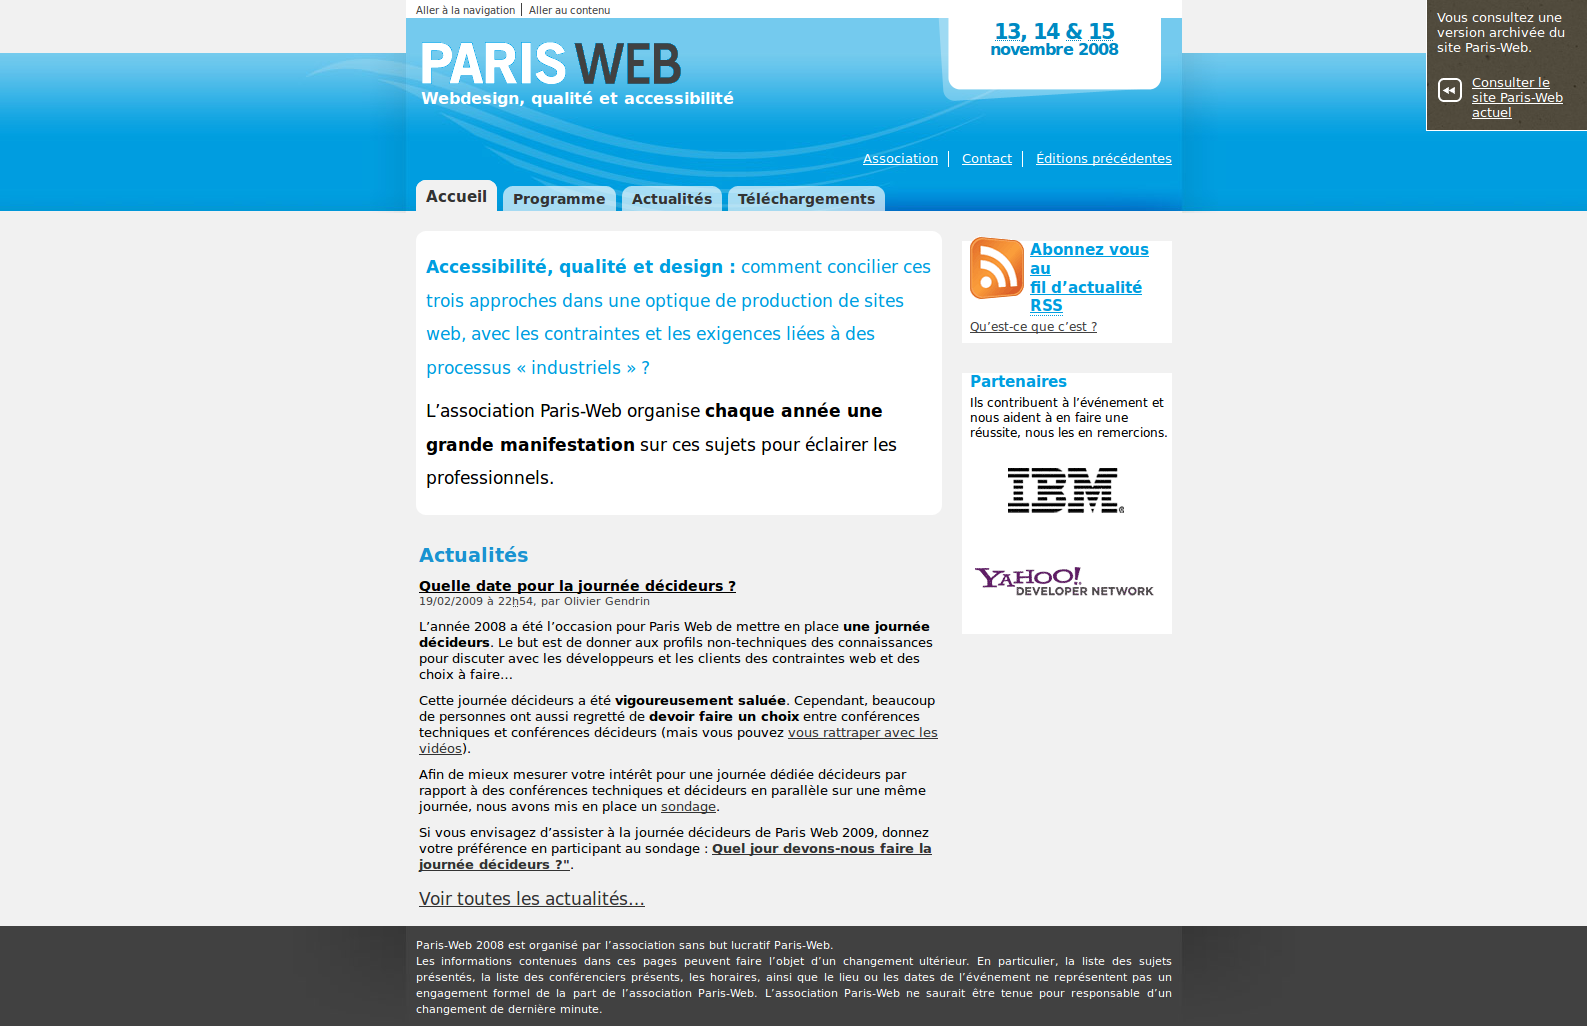 Aller à la navigation
Aller au contenu
13, 14 & 15
novembre 2008
PARIS WEB
Webdesign, qualité et accessibilité
Vous consultez une
version archivée du
site Paris-Web.
Consulter le
site Paris-Web
actuel
Association
Contact
Éditions précédentes
Accueil
Programme
Actualités
Téléchargements
Accessibilité, qualité et design : comment concilier ces
trois approches dans une optique de production de sites
web, avec les contraintes et les exigences liées à des
processus « industriels » ?
L’association Paris-Web organise chaque année une
grande manifestation sur ces sujets pour éclairer les
professionnels.
Abonnez vous
au
fil d’actualité
RSS
Qu’est-ce que c’est ?
Partenaires
Ils contribuent à l’événement et
nous aident à en faire une
réussite, nous les en remercions.
IBM®
YAHOO!
DEVELOPER NETWORK
Actualités
Quelle date pour la journée décideurs ?
19/02/2009 à 22h54, par Olivier Gendrin
L’année 2008 a été l’occasion pour Paris Web de mettre en place une journée
décideurs. Le but est de donner aux profils non-techniques des connaissances
pour discuter avec les développeurs et les clients des contraintes web et des
choix à faire…
Cette journée décideurs a été vigoureusement saluée. Cependant, beaucoup
de personnes ont aussi regretté de devoir faire un choix entre conférences
techniques et conférences décideurs (mais vous pouvez vous rattraper avec les
vidéos).
Afin de mieux mesurer votre intérêt pour une journée dédiée décideurs par
rapport à des conférences techniques et décideurs en parallèle sur une même
journée, nous avons mis en place un sondage.
Si vous envisagez d’assister à la journée décideurs de Paris Web 2009, donnez
votre préférence en participant au sondage : Quel jour devons-nous faire la
journée décideurs ?".
Voir toutes les actualités…
Paris-Web 2008 est organisé par l’association sans but lucratif Paris-Web.
Les informations contenues dans ces pages peuvent faire l’objet d’un changement ultérieur. En particulier, la liste des sujets
présentés, la liste des conférenciers présents, les horaires, ainsi que le lieu ou les dates de l’événement ne représentent pas un
engagement formel de la part de l’association Paris-Web. L’association Paris-Web ne saurait être tenue pour responsable d’un
changement de dernière minute.